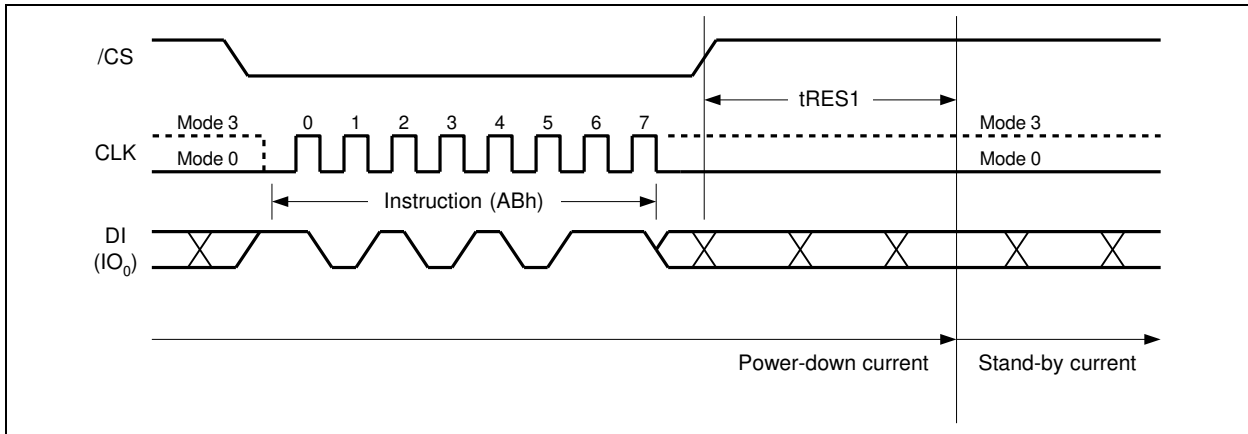 /CS
tRES1
Mode 3 0 1 2 3 4 5 6 7 Mode 3
CLK
Mode 0 Mode 0
Instruction (ABh)
DI
(IO₀)
Power-down current Stand-by current